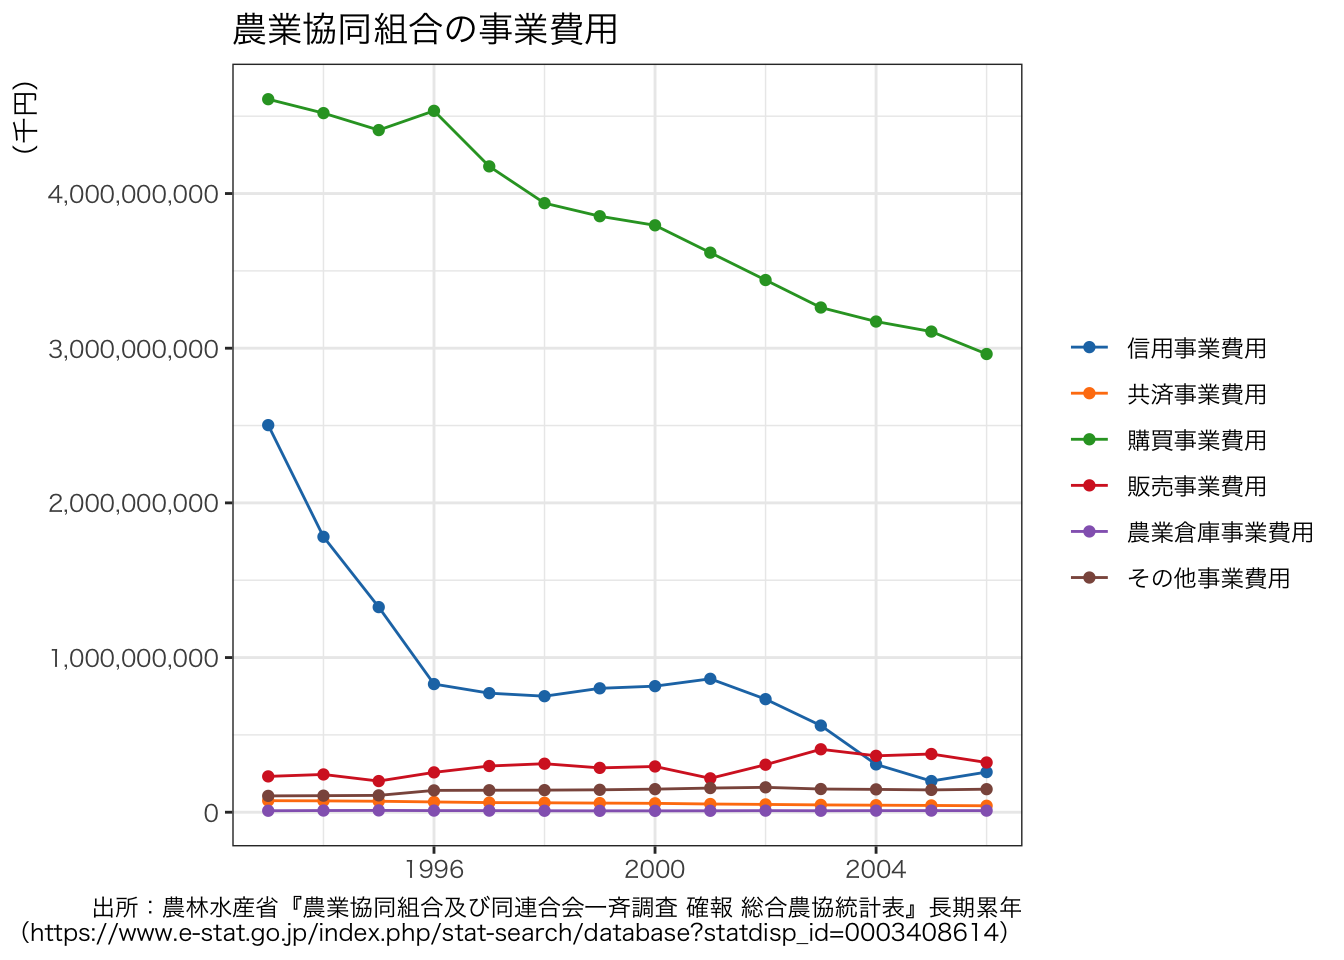 農業協同組合の事業費用
（千円）
4,000,000,000
3,000,000,000
2,000,000,000
1,000,000,000
0
1996
2000
2004
信用事業費用
共済事業費用
購買事業費用
販売事業費用
農業倉庫事業費用
その他事業費用
出所：農林水産省『農業協同組合及び同連合会一斉調査 確報 総合農協統計表』長期累年
（https://www.e-stat.go.jp/index.php/stat-search/database?statdisp_id=0003408614）